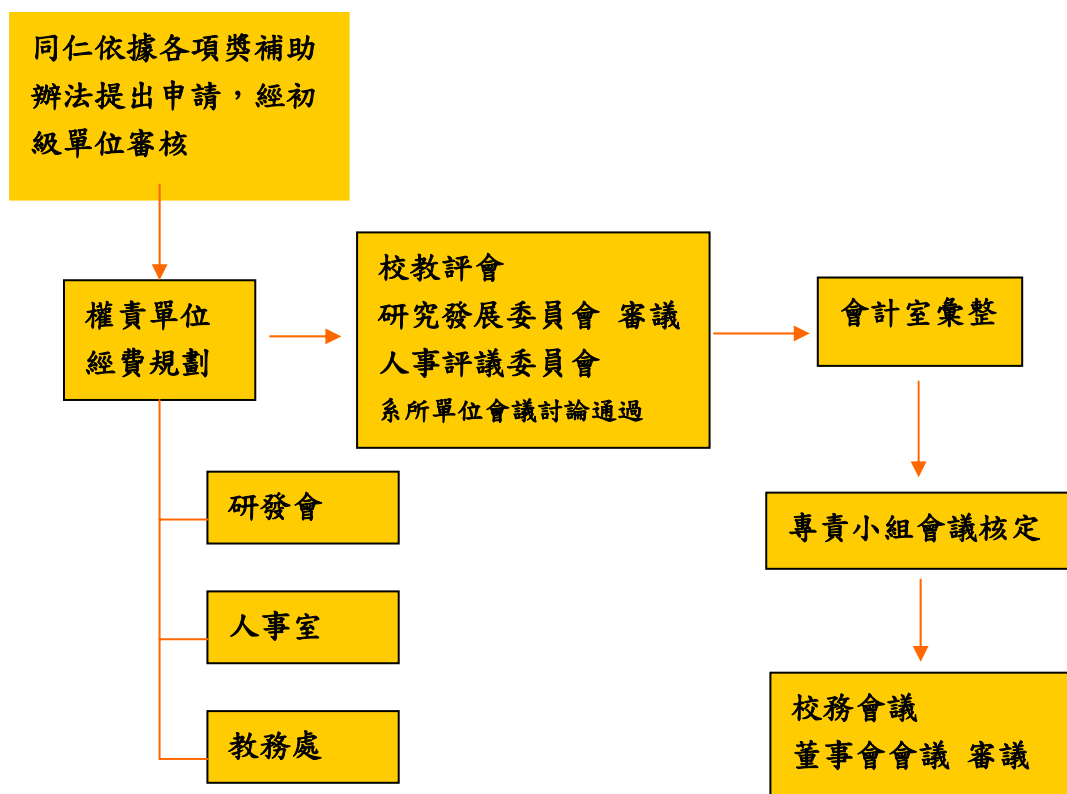 同仁依據各項獎補助
辦法提出申請，經初
級單位審核
權責單位
經費規劃
校教評會
研究發展委員會 審議
人事評議委員會
系所單位會議討論通過
會計室彙整
研發會
人事室
教務處
專責小組會議核定
校務會議
董事會會議 審議